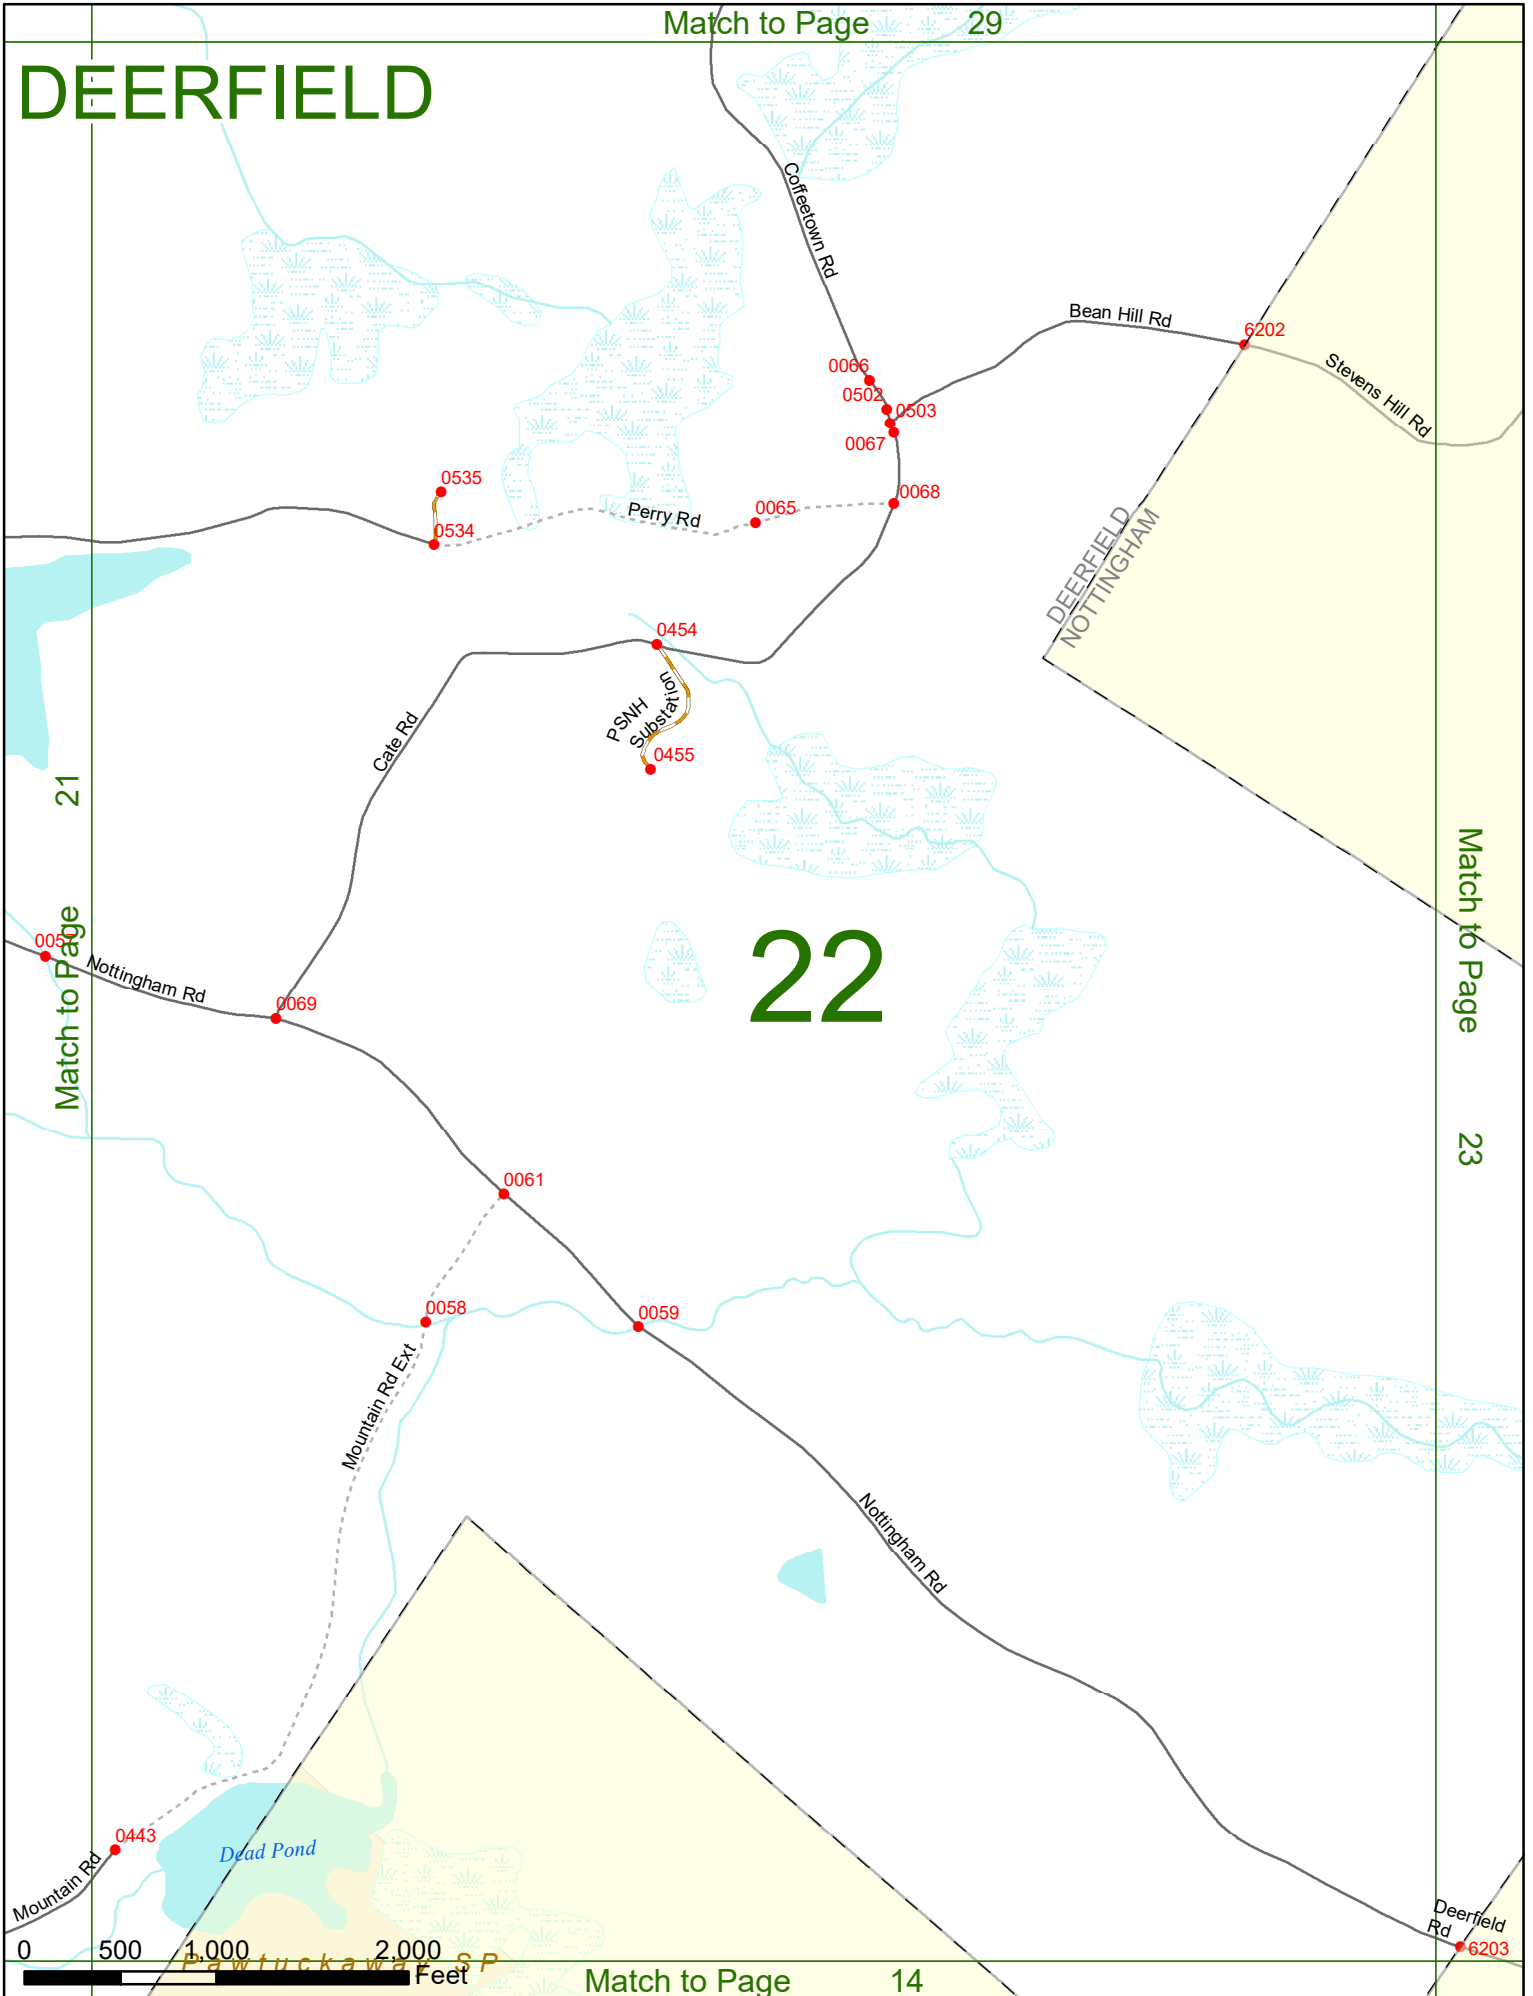 Match to Page 29
DEERFIELD
Coffeetown Rd
Bean Hill Rd
6202
Stevens Hill Rd
0066
0502
0503
0067
0535
0068
0065
Perry Rd
0534
DEERFIELD
NOTTINGHAM
0454
PSNH
Substation
0455
Cate Rd
Match to Page 21
Match to Page 23
22
0057
Nottingham Rd
0069
0061
0058
0059
Mountain Rd Ext
Nottingham Rd
0443
Dead Pond
Mountain Rd
Deerfield
Rd
6203
0 500 1,000 2,000
Feet
Pawtuckaway SP
Match to Page 14